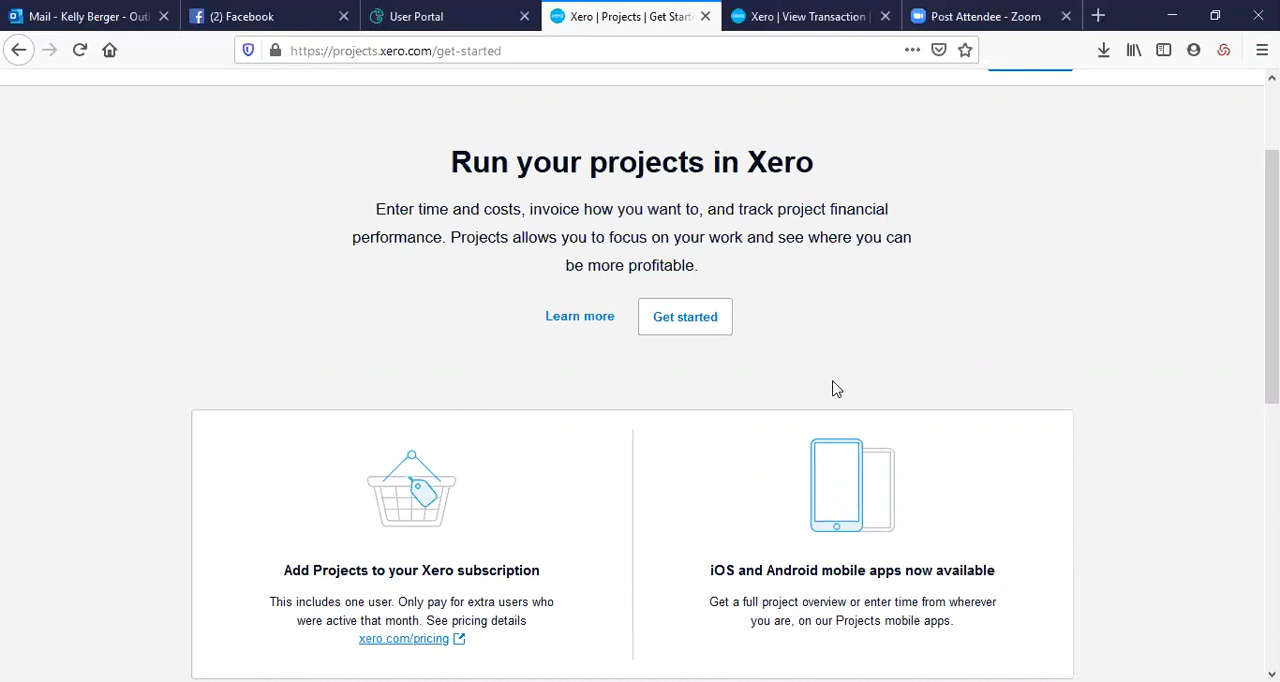 Mail - Kelly Berger - Out
(2) Facebook
User Portal
Xero | Projects | Get Start
Xero | View Transaction |
Post Attendee - Zoom
https://projects.xero.com/get-started
Run your projects in Xero
Enter time and costs, invoice how you want to, and track project financial
performance. Projects allows you to focus on your work and see where you can
be more profitable.
Learn more
Get started
Add Projects to your Xero subscription
This includes one user. Only pay for extra users who
were active that month. See pricing details
xero.com/pricing
iOS and Android mobile apps now available
Get a full project overview or enter time from wherever
you are, on our Projects mobile apps.